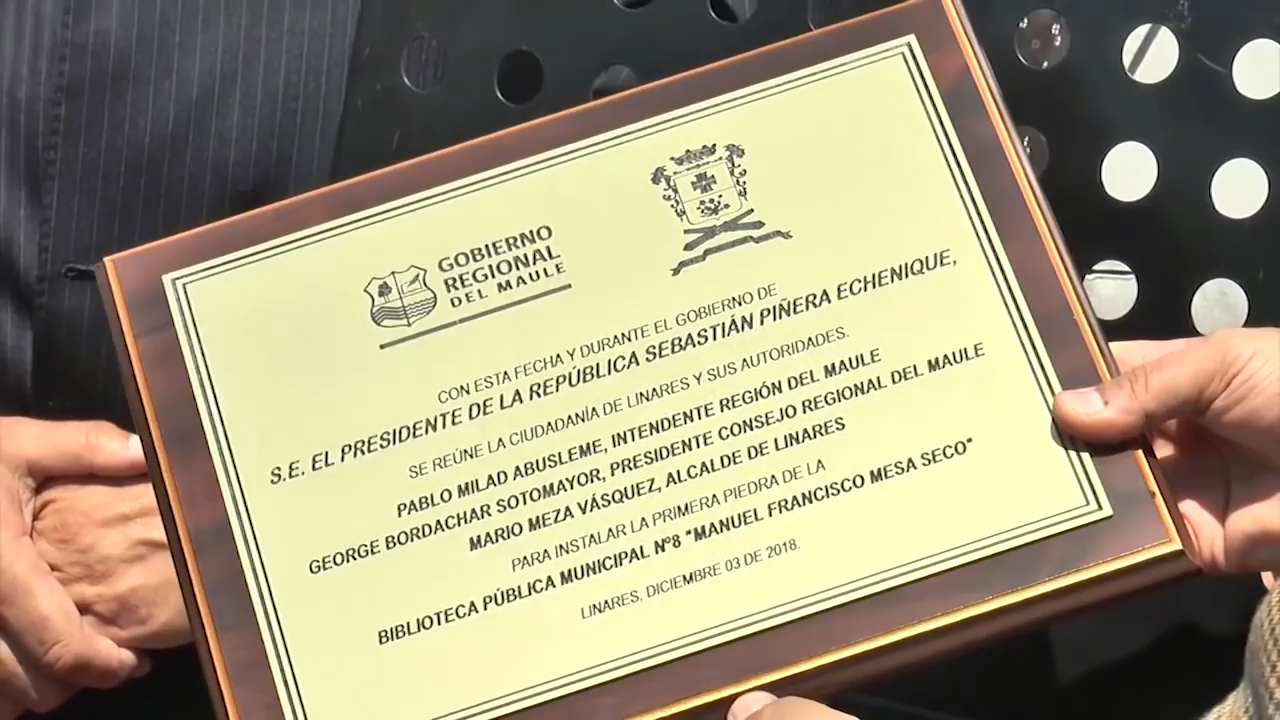 GOBIERNO
REGIONAL
DEL MAULE
CON ESTA FECHA Y DURANTE EL GOBIERNO DE
S.E. EL PRESIDENTE DE LA REPÚBLICA SEBASTIÁN PIÑERA ECHENIQUE,
SE REÚNE LA CIUDADANÍA DE LINARES Y SUS AUTORIDADES.
PABLO MILAD ABUSLEME, INTENDENTE REGIÓN DEL MAULE
GEORGE BORDACHAR SOTOMAYOR, PRESIDENTE CONSEJO REGIONAL DEL MAULE
MARIO MEZA VÁSQUEZ, ALCALDE DE LINARES
PARA INSTALAR LA PRIMERA PIEDRA DE LA
BIBLIOTECA PÚBLICA MUNICIPAL Nº8 "MANUEL FRANCISCO MESA SECO"
LINARES, DICIEMBRE 03 DE 2018.